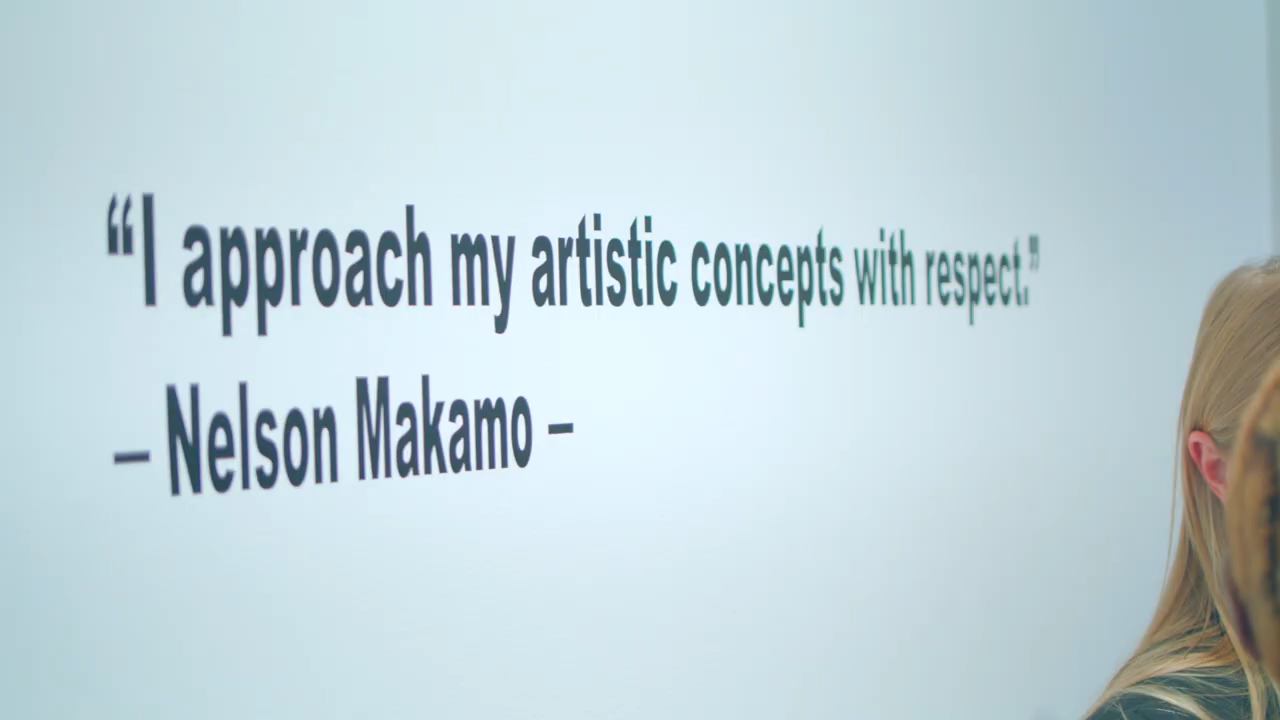 “I approach my artistic concepts with respect.”
– Nelson Makamo –